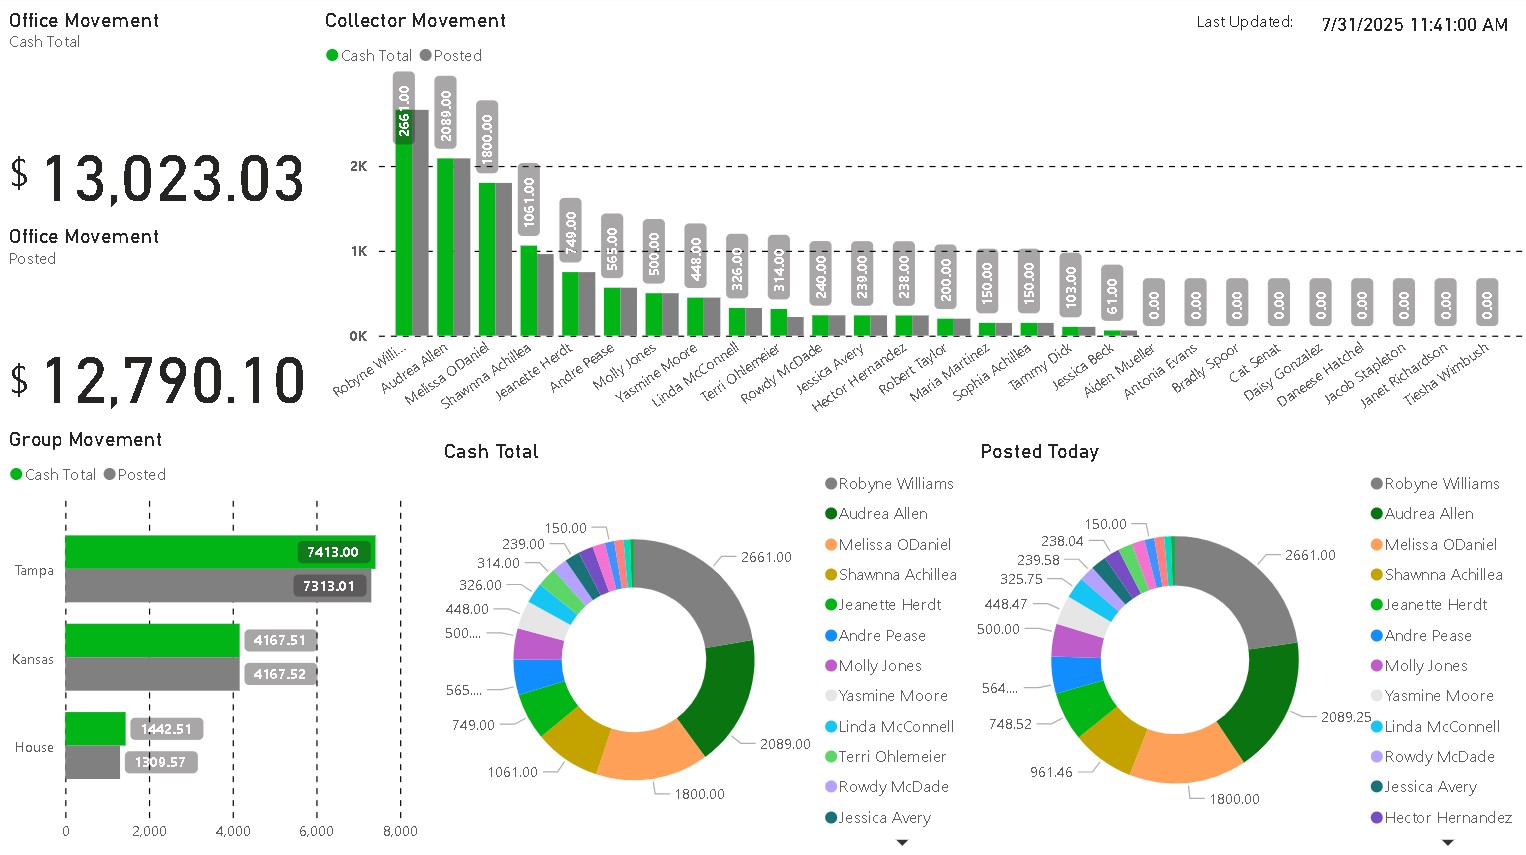 Office Movement
Cash Total
$ 13,023.03
Office Movement
Posted
$ 12,790.10
Collector Movement
Cash Total Posted
Last Updated: 7/31/2025 11:41:00 AM
2K
1K
0K
2661.00
2089.00
1800.00
1061.00
749.00
565.00
500.00
448.00
326.00
314.00
240.00
239.00
238.00
200.00
150.00
150.00
103.00
61.00
0.00
0.00
0.00
0.00
0.00
0.00
0.00
0.00
0.00
Robyne Willi...
Audrea Allen
Melissa ODaniel
Shawnna Achillea
Jeanette Herdt
Andre Pease
Molly Jones
Yasmine Moore
Linda McConnell
Terri Ohlemeier
Rowdy McDade
Jessica Avery
Hector Hernandez
Robert Taylor
Maria Martinez
Sophia Achillea
Tammy Dick
Jessica Beck
Aiden Mueller
Antonia Evans
Bradly Spoor
Cat Senat
Daisy Gonzalez
Daneese Hatchel
Jacob Stapleton
Janet Richardson
Tiesha Wimbush
Group Movement
Cash Total Posted
Tampa
7413.00
7313.01
Kansas
4167.51
4167.52
House
1442.51
1309.57
0 2,000 4,000 6,000 8,000
Cash Total
150.00
239.00
314.00
326.00
448.00
500....
565....
749.00
1061.00
1800.00
2089.00
2661.00
Robyne Williams
Audrea Allen
Melissa ODaniel
Shawnna Achillea
Jeanette Herdt
Andre Pease
Molly Jones
Yasmine Moore
Linda McConnell
Terri Ohlemeier
Rowdy McDade
Jessica Avery
Posted Today
150.00
238.04
239.58
325.75
448.47
500.00
564....
748.52
961.46
1800.00
2089.25
2661.00
Robyne Williams
Audrea Allen
Melissa ODaniel
Shawnna Achillea
Jeanette Herdt
Andre Pease
Molly Jones
Yasmine Moore
Linda McConnell
Rowdy McDade
Jessica Avery
Hector Hernandez